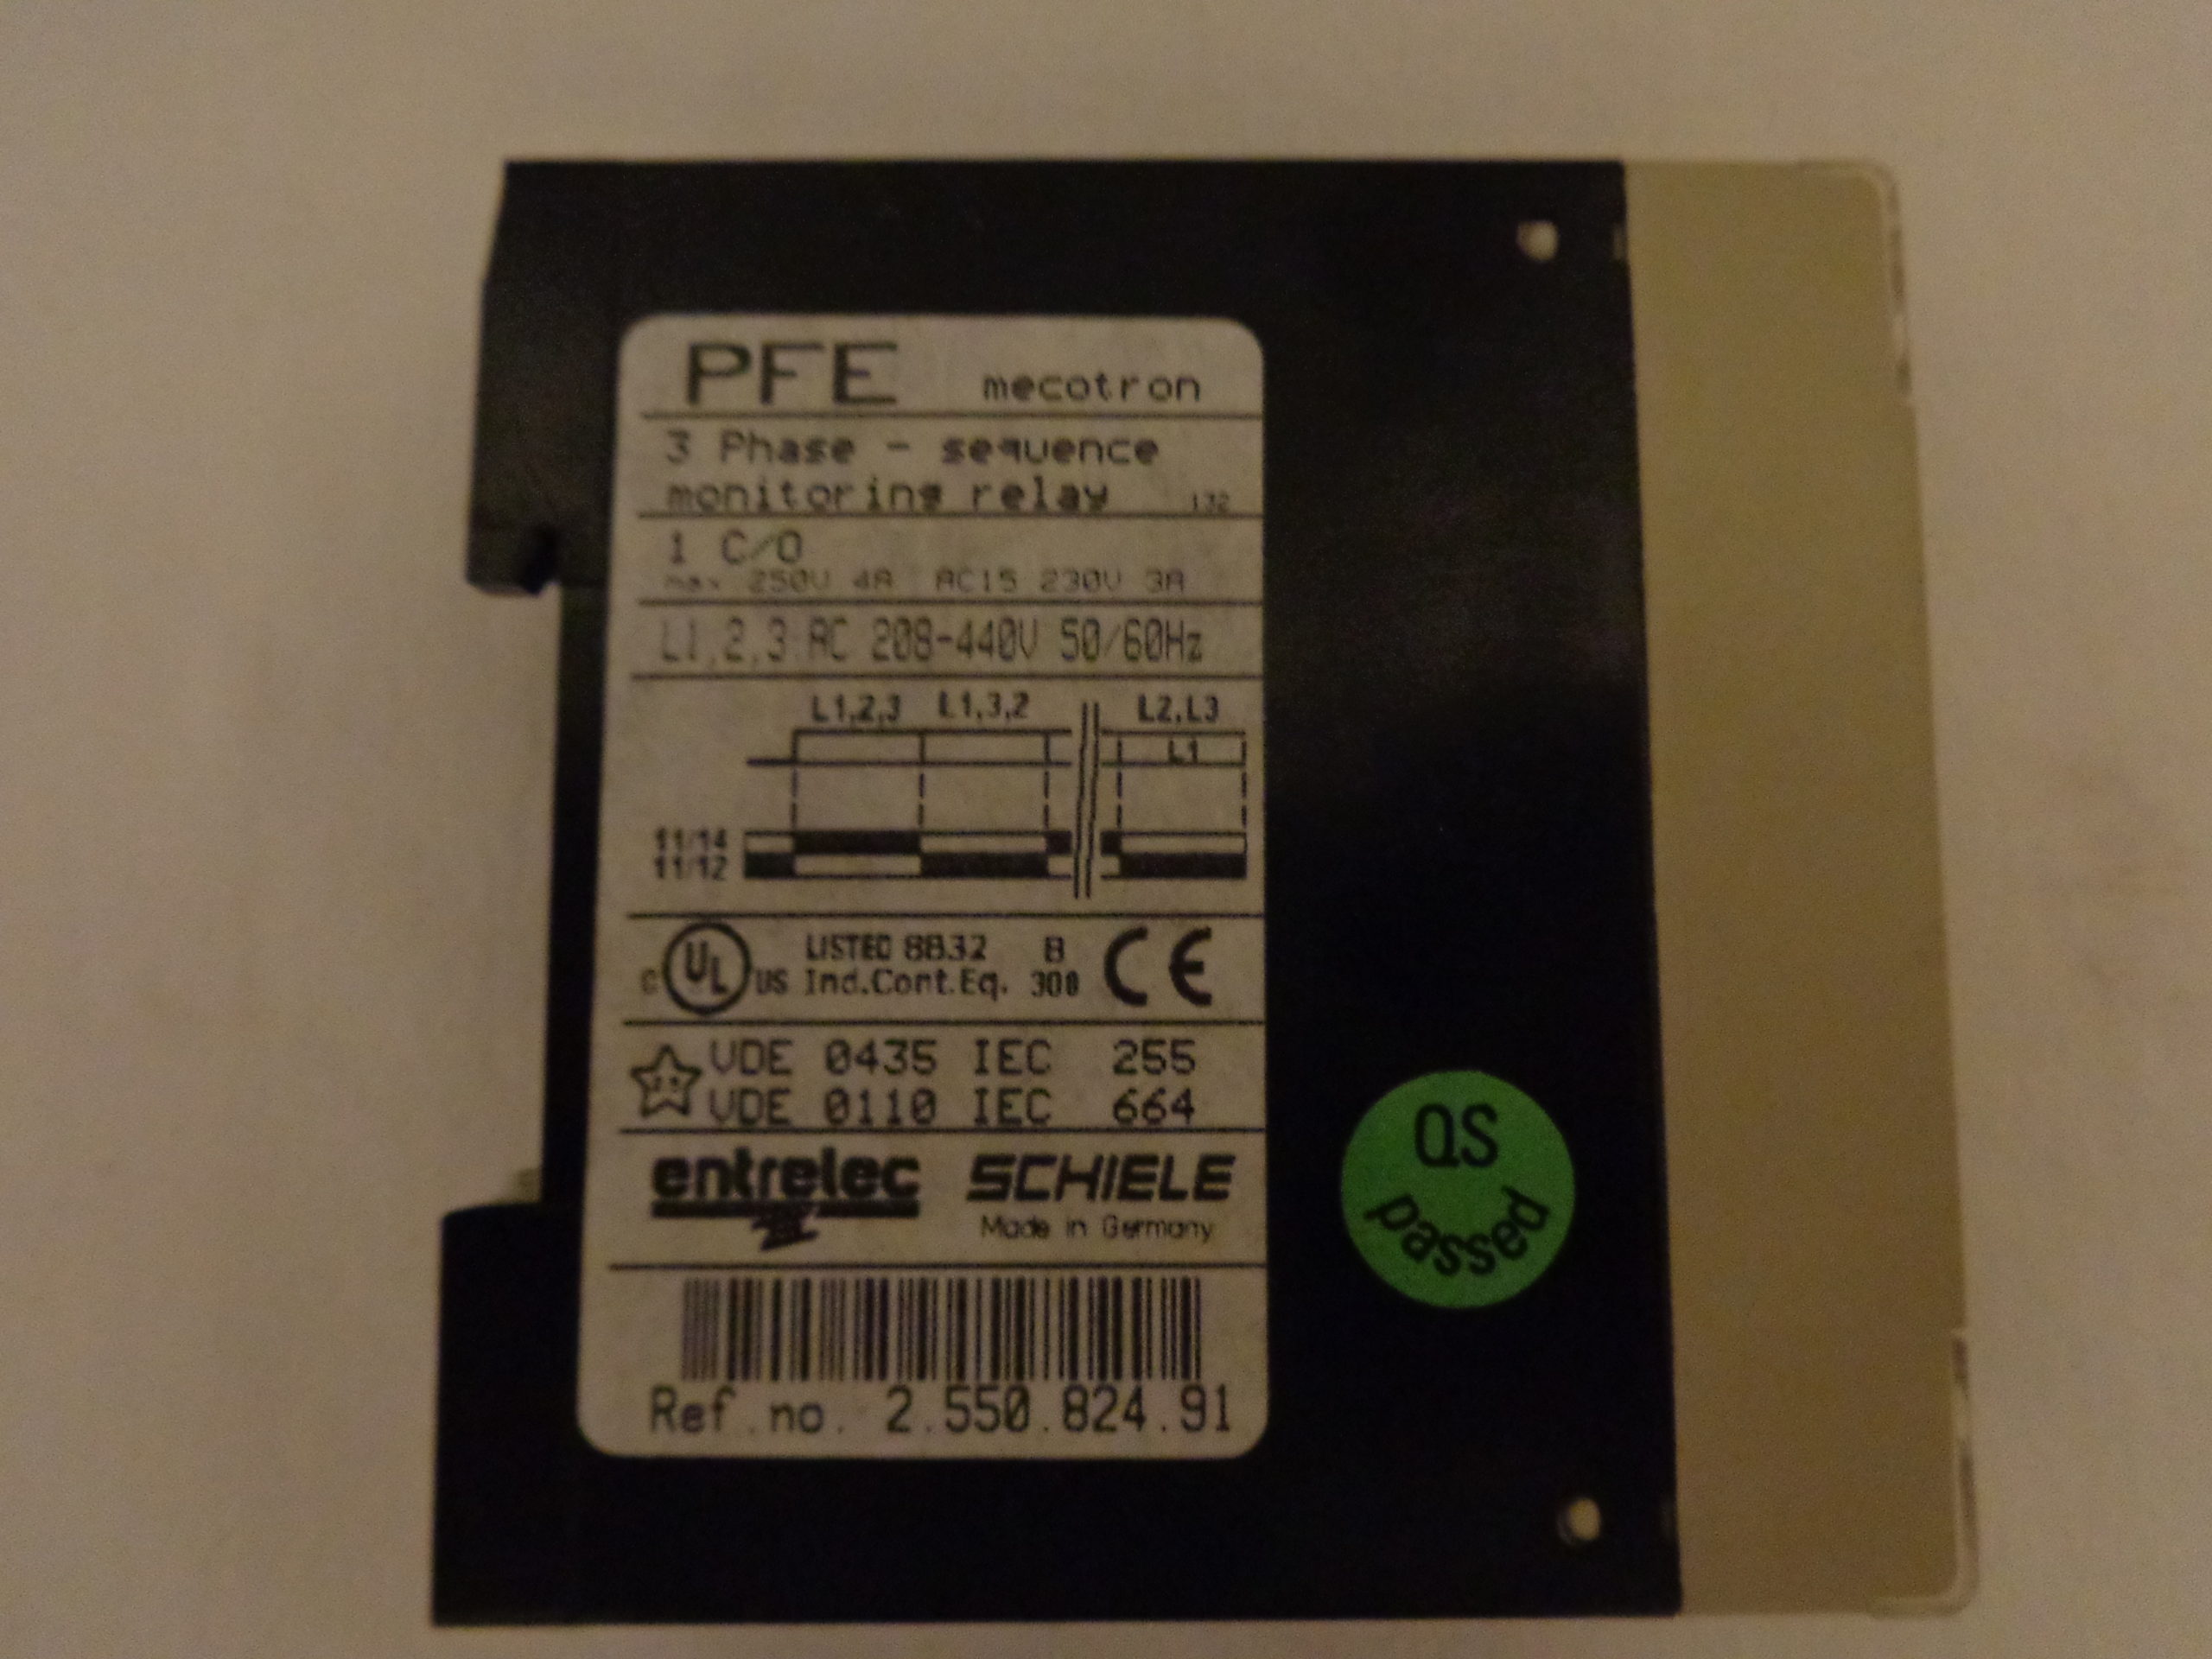 PFE mecotron
3 Phase - sequence
monitoring relay 132
1 C/O
max 250V 4A AC15 230V 3A
L1,2,3 AC 208-440V 50/60Hz
L1,2,3 L1,3,2 L2,L3
L1
11/14
11/12
C UL US LISTED 8B32 B
Ind.Cont.Eq. 300 CE
VDE 0435 IEC 255
VDE 0110 IEC 664
entrelec SCHIELE
Made in Germany
Ref.no. 2.550.824.91
QS
passed